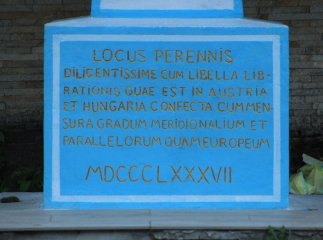 LOCUS PERENNIS
DILIGENTISSIME CUM LIBELLA LIB-
RATIONIS QUAE EST IN AUSTRIA
ET HUNGARIA CONFECTA CUM MEN-
SURA GRADUM MERIDIONALIUM ET
PARALLELORUM QUAM EUROPEUM
MDCCCLXXXVII